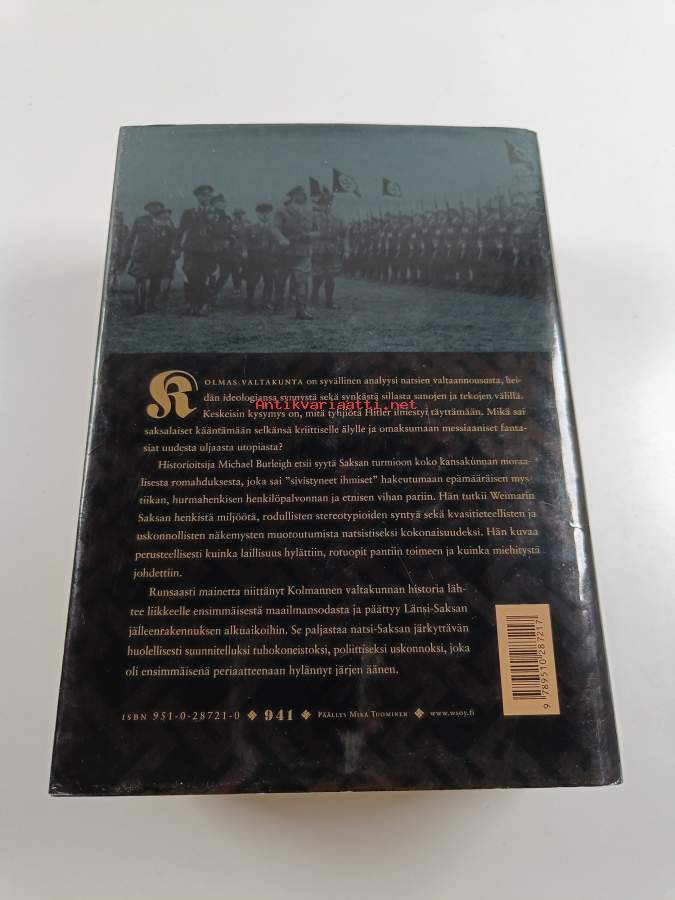 KOLMAS VALTAKUNTA on syvällinen analyysi natsien valtaannoususta, hei-
dän ideologiansa synnystä sekä synkästä sillasta sanojen ja tekojen välillä.
Antikvariaatti.net
Keskeisin kysymys on, mitä tyhjiötä Hitler ilmestyi täyttämään. Mikä sai
saksalaiset kääntämään selkänsä kriittiselle älylle ja omaksumaan messiaaniset fanta-
siat uudesta uljaasta utopiasta?
Historioitsija Michael Burleigh etsii syytä Saksan turmioon koko kansakunnan moraa-
lisesta romahduksesta, joka sai "sivistyneet ihmiset" hakeutumaan epämääräisen mys-
tiikan, hurmahenkisen henkilöpalvonnan ja etnisen vihan pariin. Hän tutkii Weimarin
Saksan henkistä miljöötä, rodullisten stereotypioiden syntyä sekä kvasitieteellisten ja
uskonnollisten näkemysten muotoutumista natsistiseksi kokonaisuudeksi. Hän kuvaa
perusteellisesti kuinka laillisuus hylättiin, rotuopit pantiin toimeen ja kuinka miehitystä
johdettiin.
Runsaasti mainetta niittänyt Kolmannen valtakunnan historia läh-
tee liikkeelle ensimmäisestä maailmansodasta ja päättyy Länsi-Saksan
jälleenrakennuksen alkuaikoihin. Se paljastaa natsi-Saksan järkyttävän
huolellisesti suunnitelluksi tuhokoneistoksi, poliittiseksi uskonnoksi, joka
oli ensimmäisenä periaatteenaan hylännyt järjen äänen.
ISBN 951-0-28721-0 ◆ 941 ◆ PÄÄLLYS MIKA TUOMINEN ◆ www.wsoy.fi
9 789510 287217